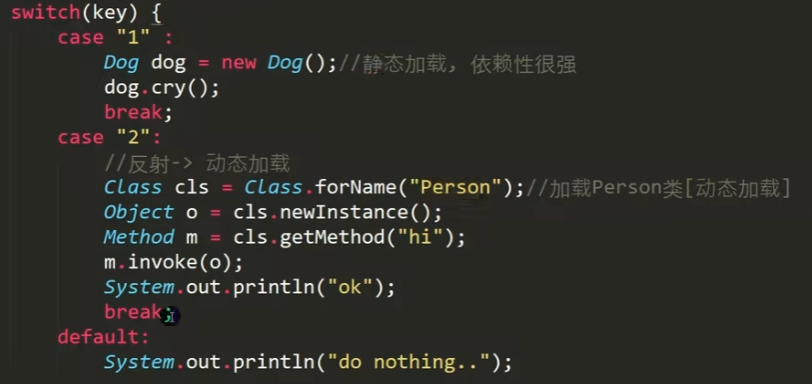 switch(key) {
case "1" :
Dog dog = new Dog();//静态加载，依赖性很强
dog.cry();
break;
case "2":
//反射-> 动态加载
Class cls = Class.forName("Person");//加载Person类[动态加载]
Object o = cls.newInstance();
Method m = cls.getMethod("hi");
m.invoke(o);
System.out.println("ok");
break;
default:
System.out.println("do nothing..");